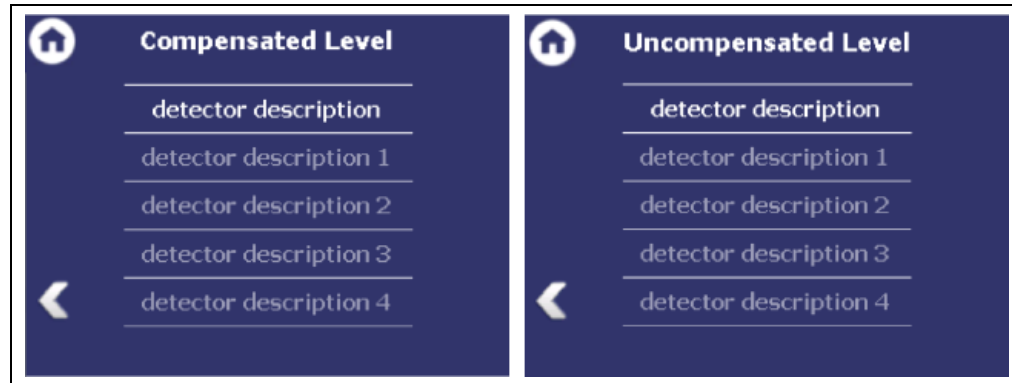 Compensated Level
detector description
detector description 1
detector description 2
detector description 3
detector description 4
Uncompensated Level
detector description
detector description 1
detector description 2
detector description 3
detector description 4